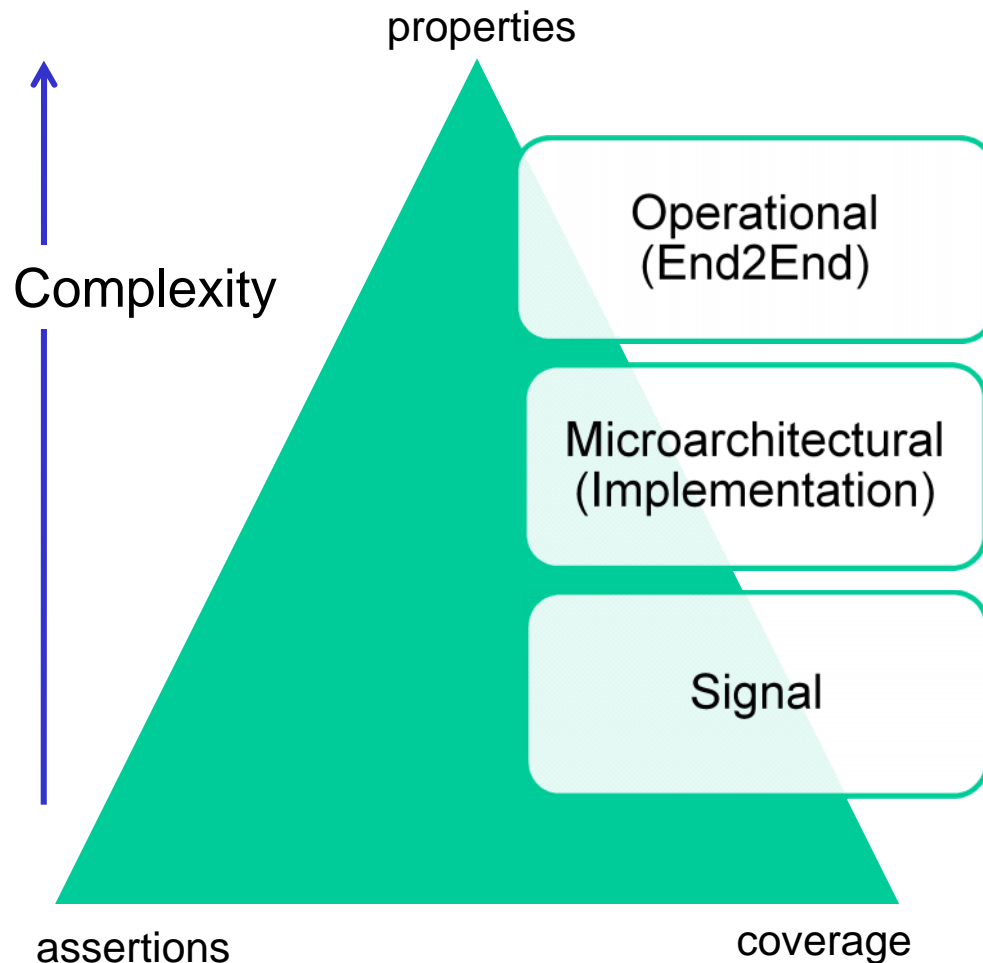 properties
Operational
(End2End)
Complexity
Microarchitectural
(Implementation)
Signal
assertions
coverage